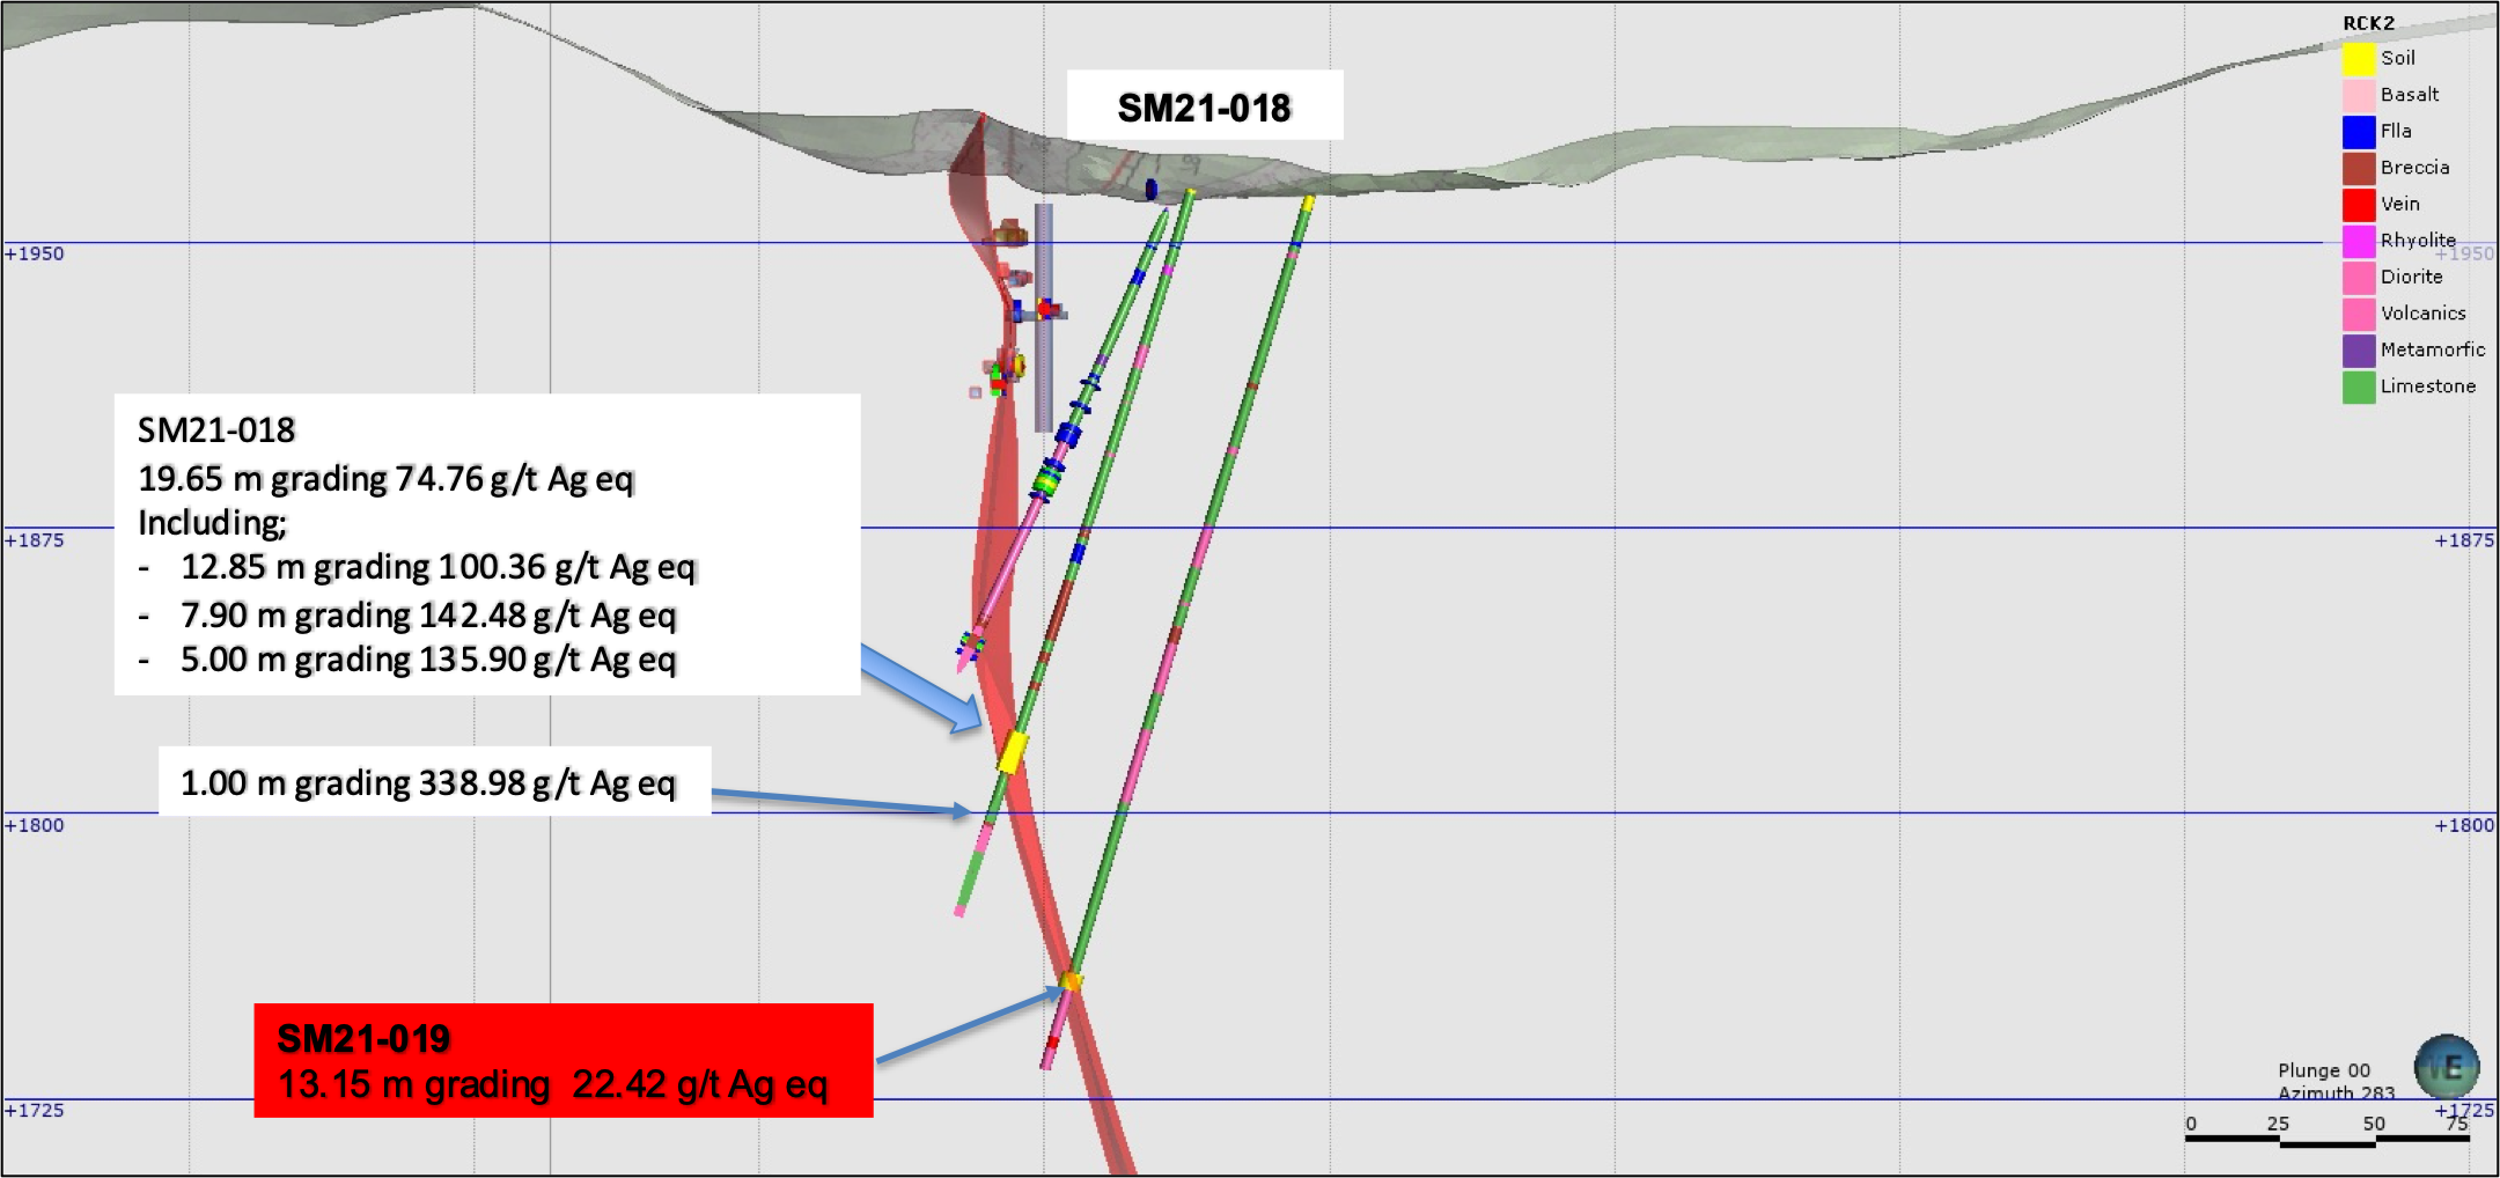 RCK2
Soil
Basalt
Flla
Breccia
Vein
Rhyolite
Diorite
Volcanics
Metamorfic
Limestone
SM21-018
+1950
+1950
SM21-018
19.65 m grading 74.76 g/t Ag eq
Including;
- 12.85 m grading 100.36 g/t Ag eq
- 7.90 m grading 142.48 g/t Ag eq
- 5.00 m grading 135.90 g/t Ag eq
+1875
+1875
1.00 m grading 338.98 g/t Ag eq
+1800
+1800
SM21-019
13.15 m grading 22.42 g/t Ag eq
Plunge 00
Azimuth 283
E
+1725
+1725
0 25 50 75